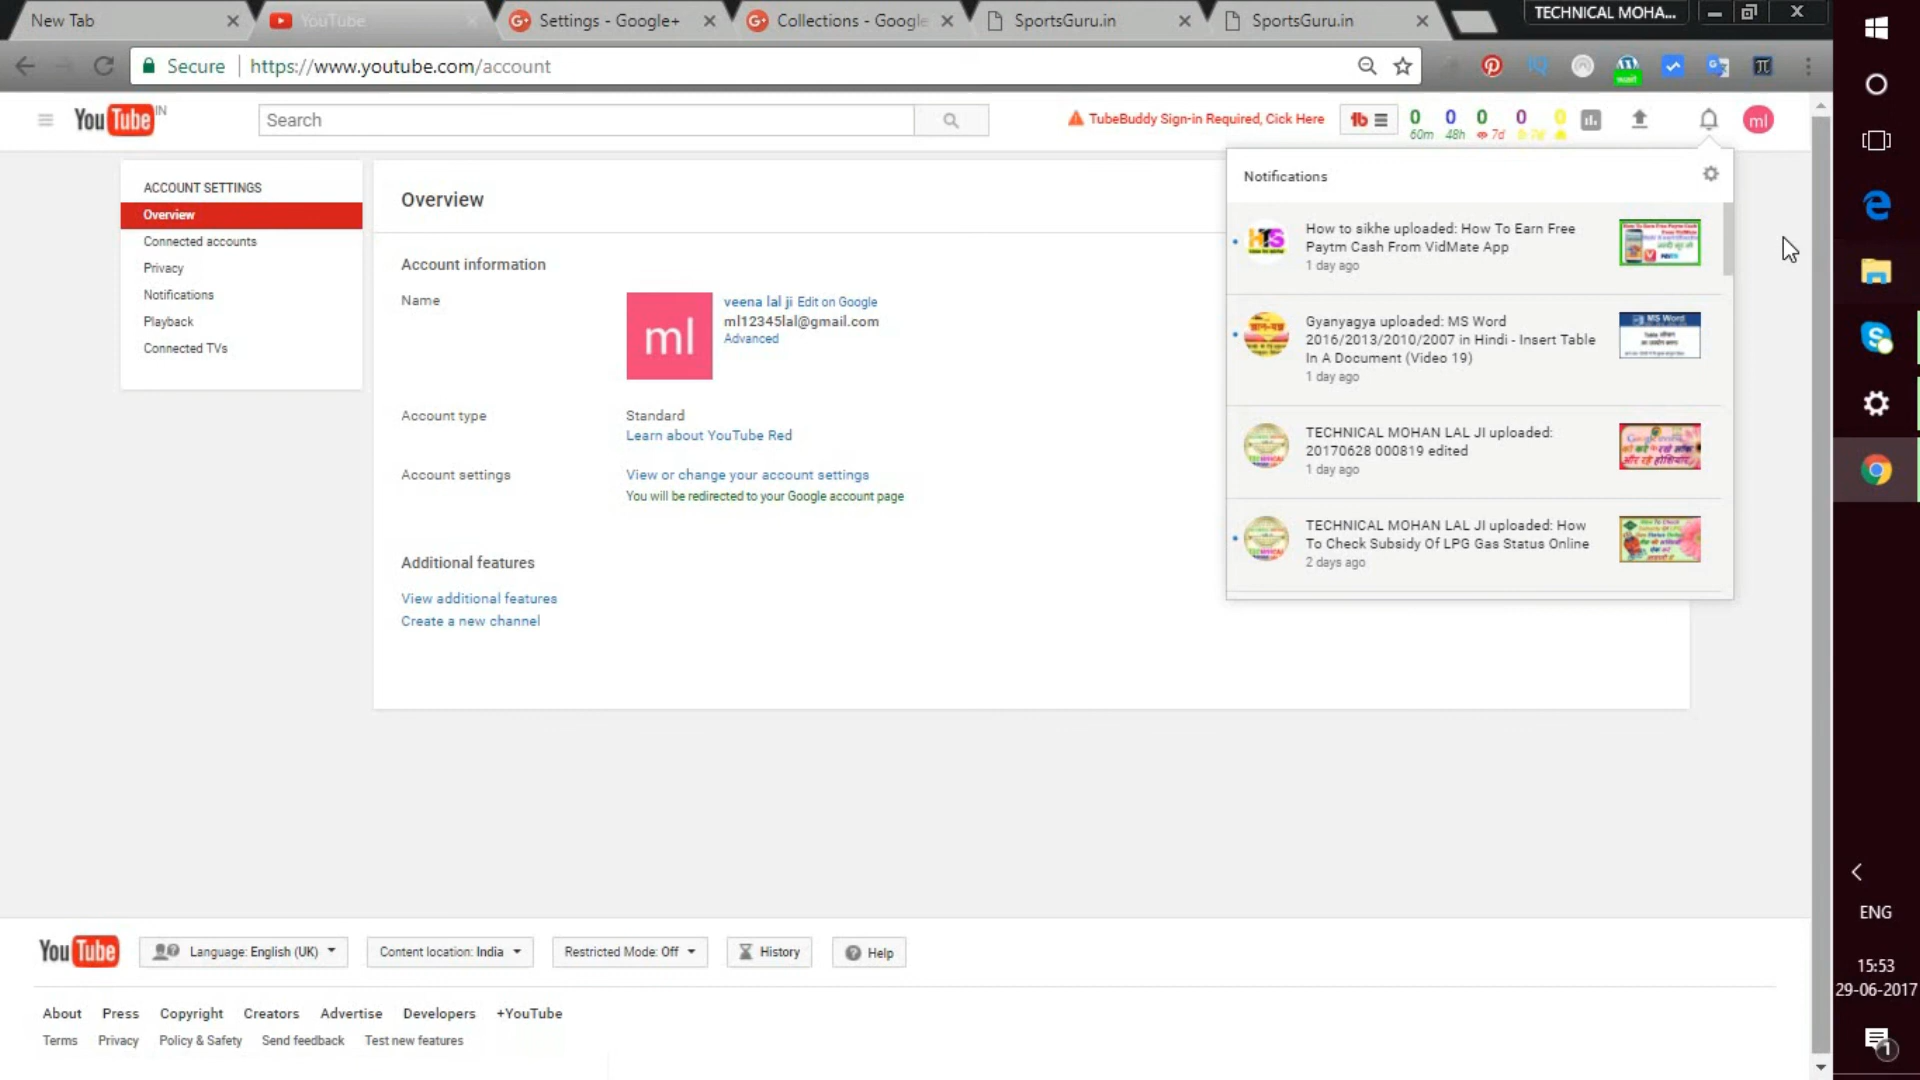 New Tab
YouTube
Settings - Google+
Collections - Google
SportsGuru.in
SportsGuru.in
TECHNICAL MOHA...
Secure
https://www.youtube.com/account
wait
YouTube IN
Search
TubeBuddy Sign-in Required, Cick Here
tb
0 0 0 0 0
60m 48h 7d
ml
ACCOUNT SETTINGS
Overview
Connected accounts
Privacy
Notifications
Playback
Connected TVs
Overview
Account information
Name
ml
veena lal ji Edit on Google
ml12345lal@gmail.com
Advanced
Account type
Standard
Learn about YouTube Red
Account settings
View or change your account settings
You will be redirected to your Google account page
Additional features
View additional features
Create a new channel
Notifications
HTS
How to sikhe uploaded: How To Earn Free
Paytm Cash From VidMate App
1 day ago
Gyanyagya uploaded: MS Word
2016/2013/2010/2007 in Hindi - Insert Table
In A Document (Video 19)
1 day ago
MS Word
TECHNICAL MOHAN LAL JI uploaded:
20170628 000819 edited
1 day ago
TECHNICAL MOHAN LAL JI uploaded: How
To Check Subsidy Of LPG Gas Status Online
2 days ago
YouTube
Language: English (UK)
Content location: India
Restricted Mode: Off
History
Help
About Press Copyright Creators Advertise Developers +YouTube
Terms Privacy Policy & Safety Send feedback Test new features
ENG
15:53
29-06-2017
1